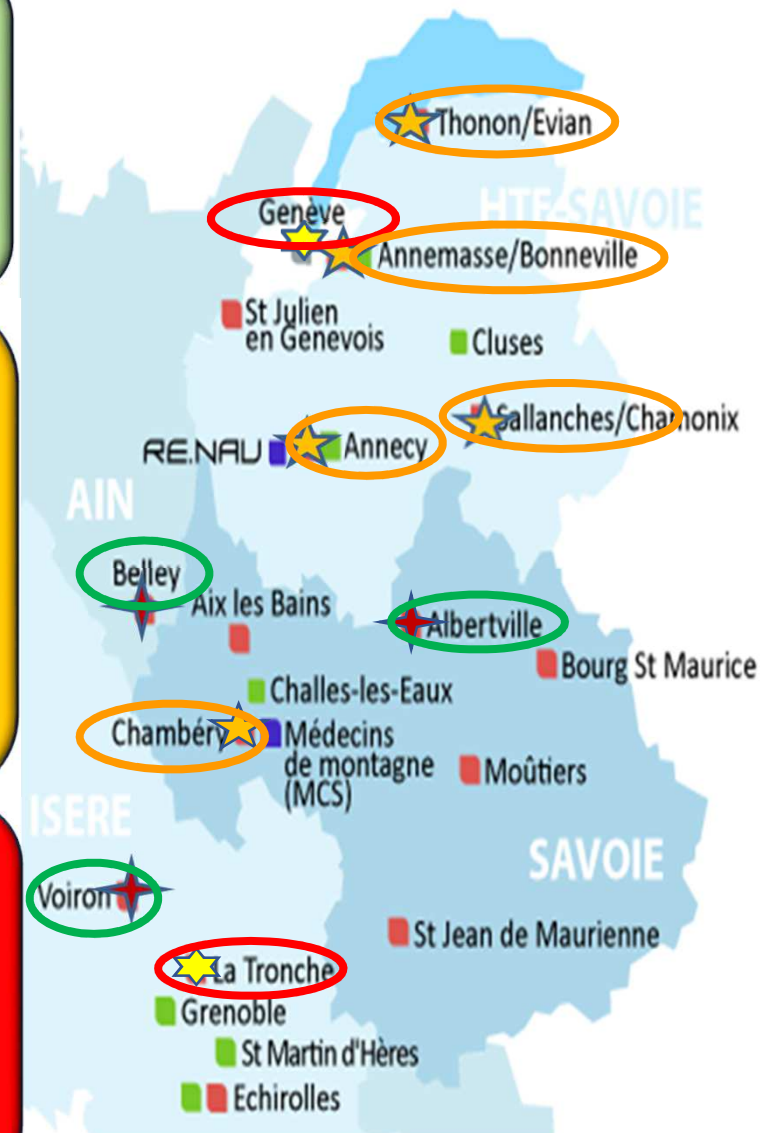 Thonon/Evian
HTE-SAVOIE
Genève
Annemasse/Bonneville
St Julien
en Genevois
Cluses
Sallanches/Chamonix
RE.NAU
Annecy
AIN
Belley
Aix les Bains
Albertville
Bourg St Maurice
Challes-les-Eaux
Chambéry
Médecins
de montagne
(MCS)
Moûtiers
ISERE
SAVOIE
Voiron
St Jean de Maurienne
La Tronche
Grenoble
St Martin d'Hères
Echirolles